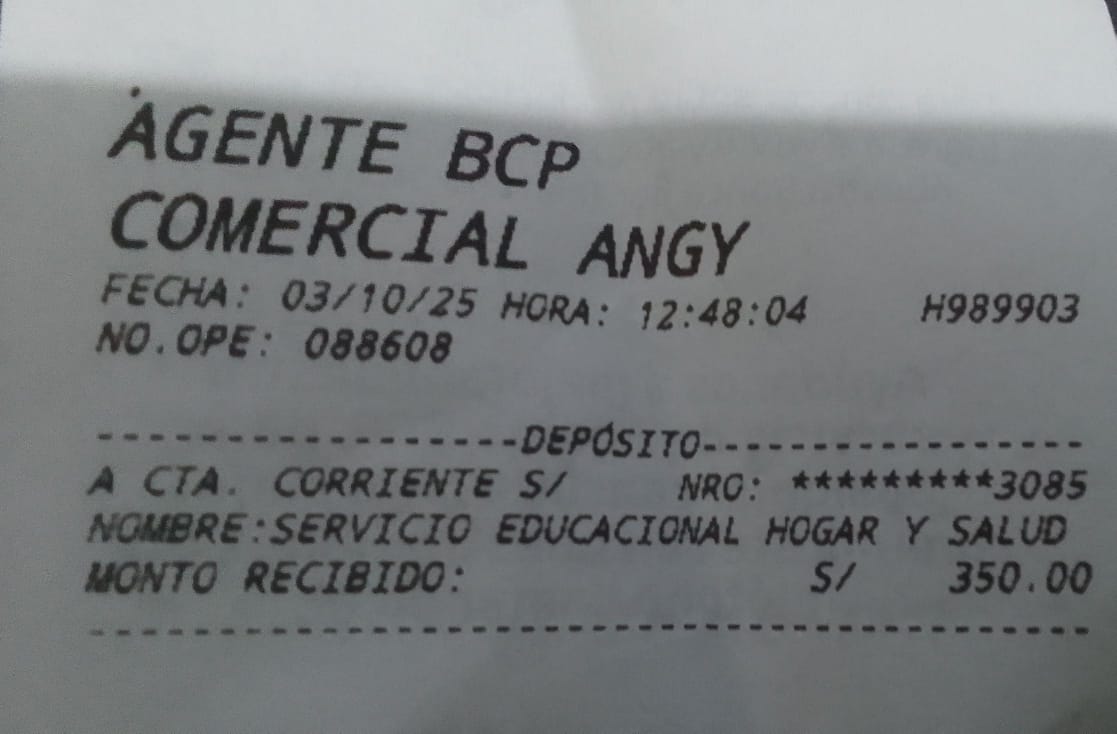 AGENTE BCP
COMERCIAL ANGY
FECHA: 03/10/25 HORA: 12:48:04 H989903
NO.OPE: 088608
-----------------DEPÓSITO-----------------
A CTA. CORRIENTE S/ NRO: *********3085
NOMBRE:SERVICIO EDUCACIONAL HOGAR Y SALUD
MONTO RECIBIDO: S/ 350.00
------------------------------------------